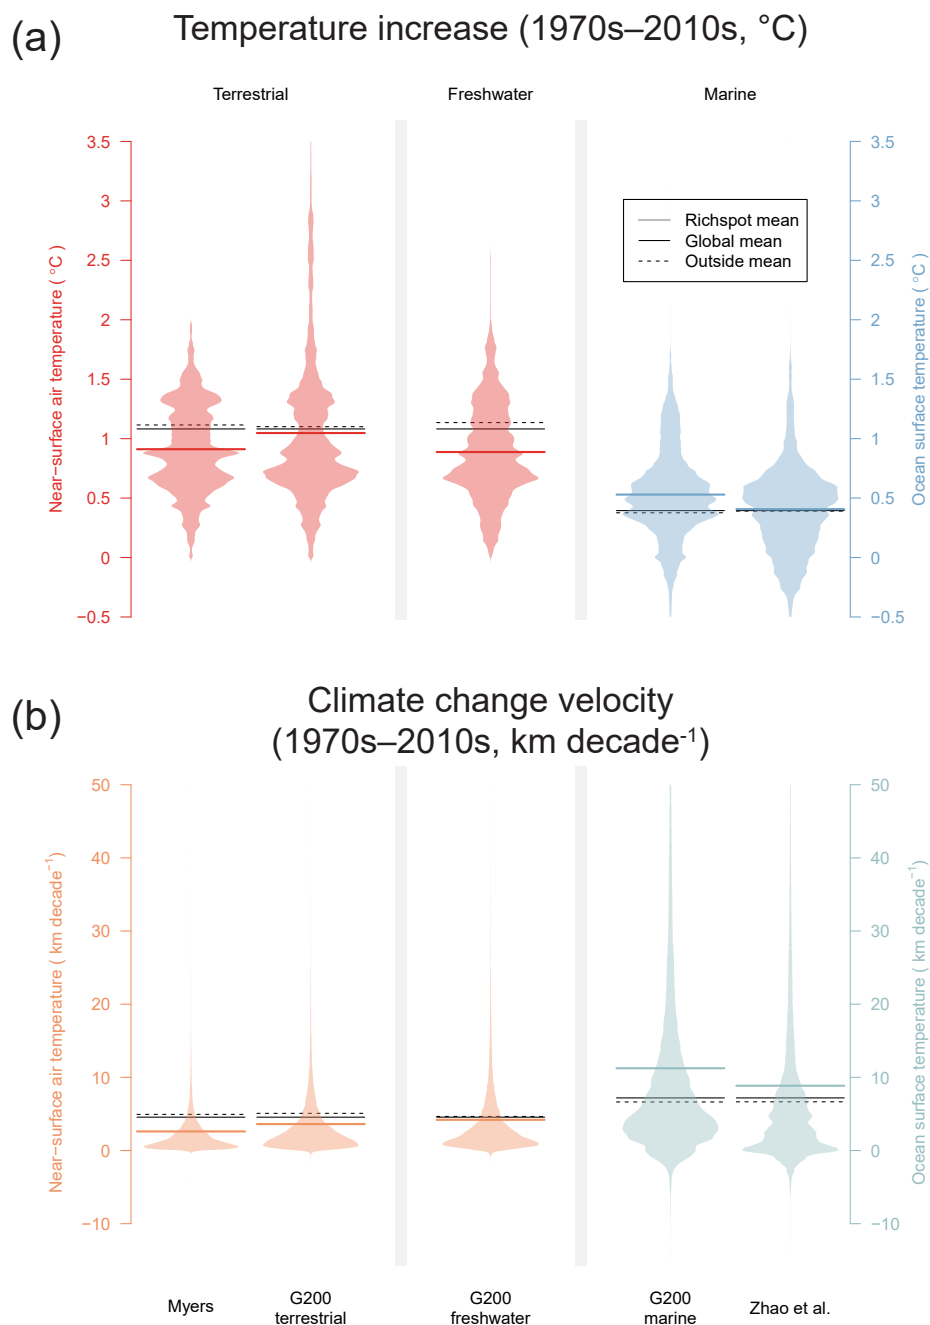 (a)
Temperature increase (1970s–2010s, °C)
Terrestrial
Freshwater
Marine
Near−surface air temperature ( °C )
3.5
3
2.5
2
1.5
1
0.5
0
−0.5
Richspot mean
Global mean
Outside mean
3.5
3
2.5
2
1.5
1
0.5
0
−0.5
Ocean surface temperature ( °C )
(b)
Climate change velocity
(1970s–2010s, km decade⁻¹)
Near−surface air temperature ( km decade⁻¹)
50
40
30
20
10
0
−10
50
40
30
20
10
0
−10
Ocean surface temperature ( km decade⁻¹)
Myers
G200
terrestrial
G200
freshwater
G200
marine
Zhao et al.